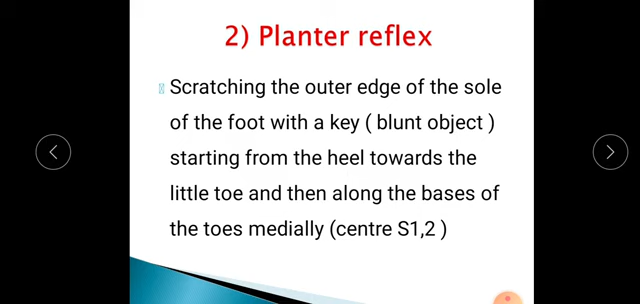 2) Planter reflex
Scratching the outer edge of the sole
of the foot with a key ( blunt object )
starting from the heel towards the
little toe and then along the bases of
the toes medially (centre S1,2 )